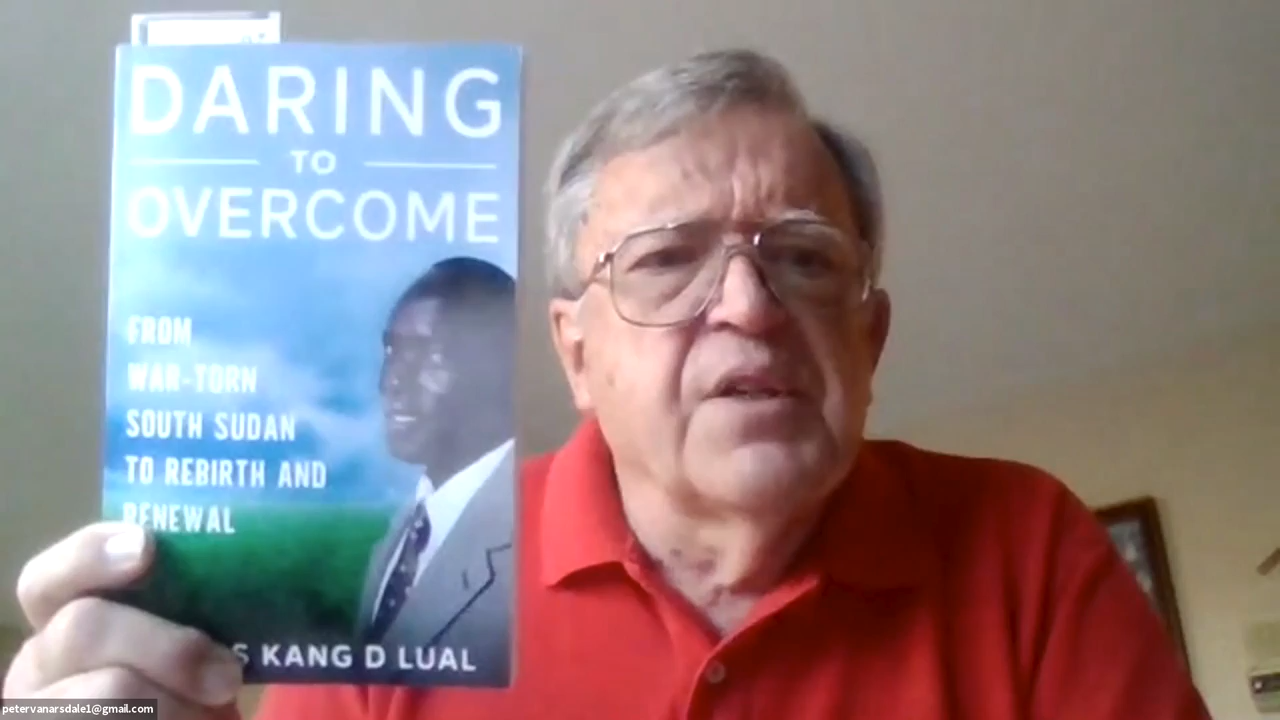 DARING
TO
OVERCOME
FROM
WAR-TORN
SOUTH SUDAN
TO REBIRTH AND
RENEWAL
S KANG D LUAL
petervanarsdale1@gmail.com